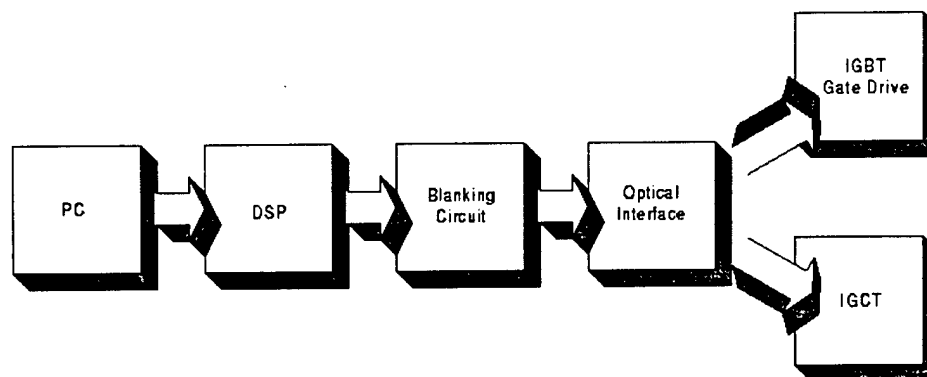 PC
DSP
Blanking
Circuit
Optical
Interface
IGBT
Gate Drive
IGCT